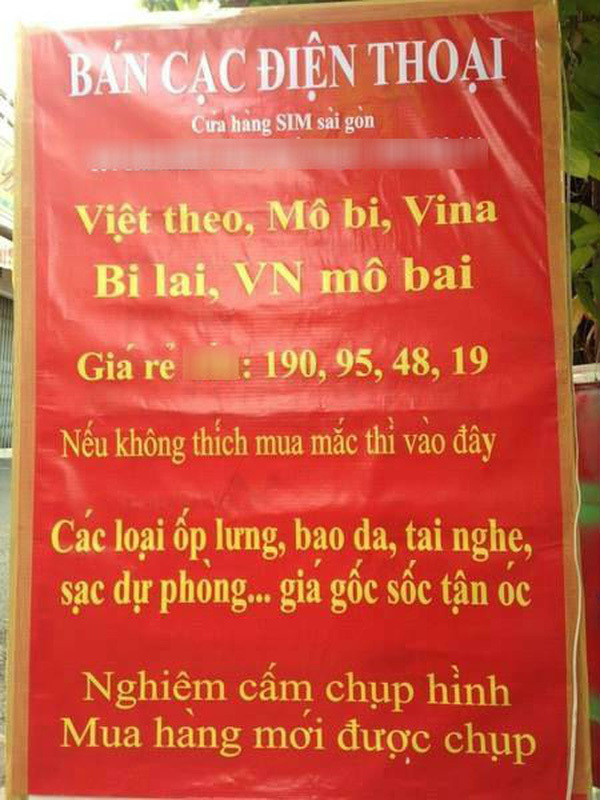 BÁN CẠC ĐIỆN THOẠI
Cửa hàng SIM sài gòn
Việt theo, Mô bi, Vina
Bi lai, VN mô bai
Giá rẻ : 190, 95, 48, 19
Nếu không thích mua mắc thì vào đây
Các loại ốp lưng, bao da, tai nghe,
sạc dự phòng... giá gốc sốc tận óc
Nghiêm cấm chụp hình
Mua hàng mới được chụp